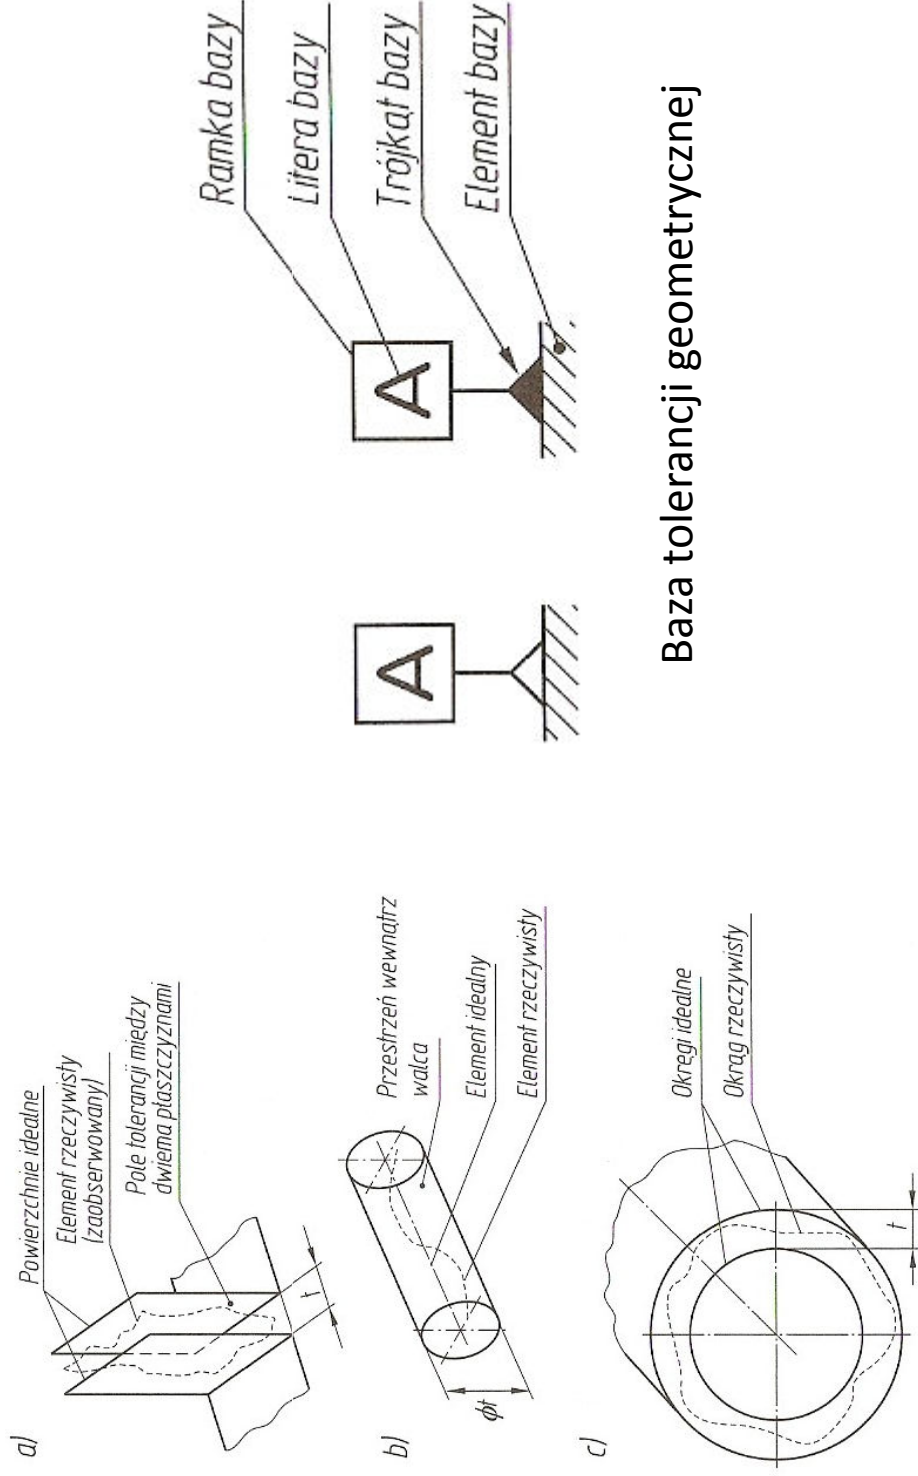 a)
Powierzchnie idealne
Element rzeczywisty
(zaobserwowany)
Pole tolerancji między
dwiema płaszczyznami
t
b)
Przestrzeń wewnątrz
walca
Element idealny
Element rzeczywisty
ϕt
c)
Okręgi idealne
Okrąg rzeczywisty
t
A
A
Ramka bazy
Litera bazy
Trójkąt bazy
Element bazy
Baza tolerancji geometrycznej